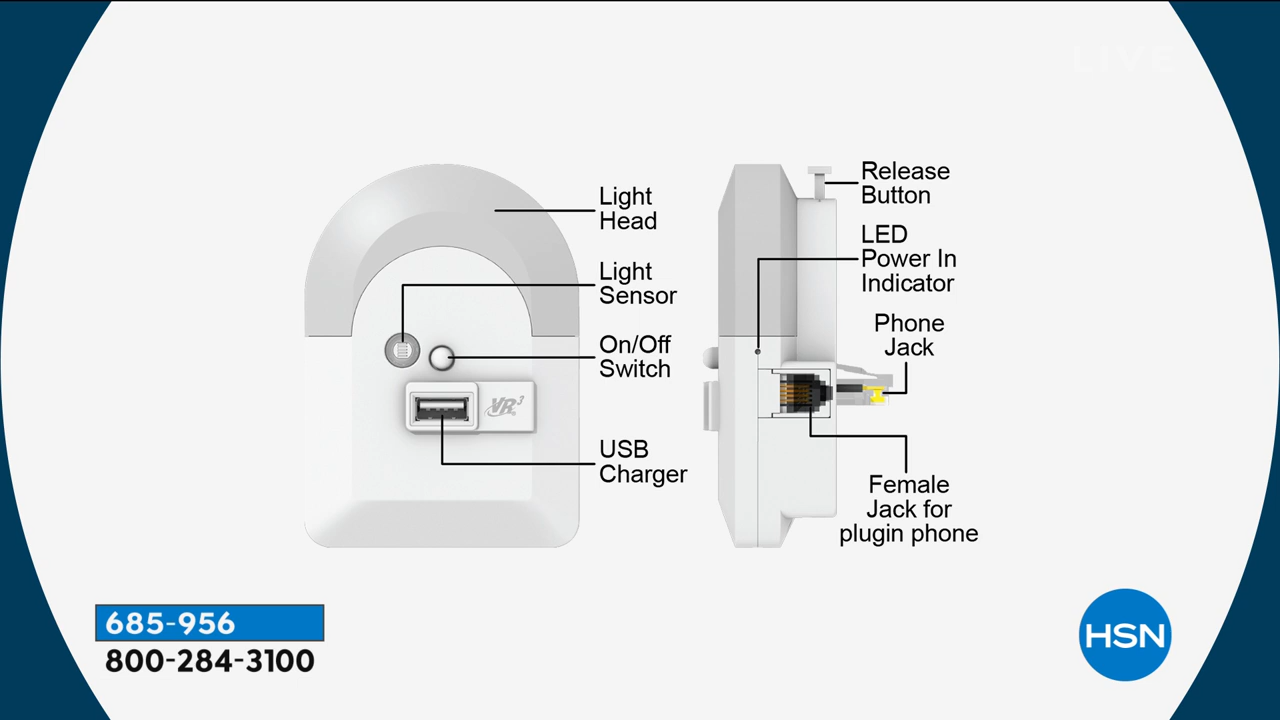 LIVE
Light
Head
Light
Sensor
On/Off
Switch
USB
Charger
VR3
Release
Button
LED
Power In
Indicator
Phone
Jack
Female
Jack for
plugin phone
685-956
800-284-3100
HSN